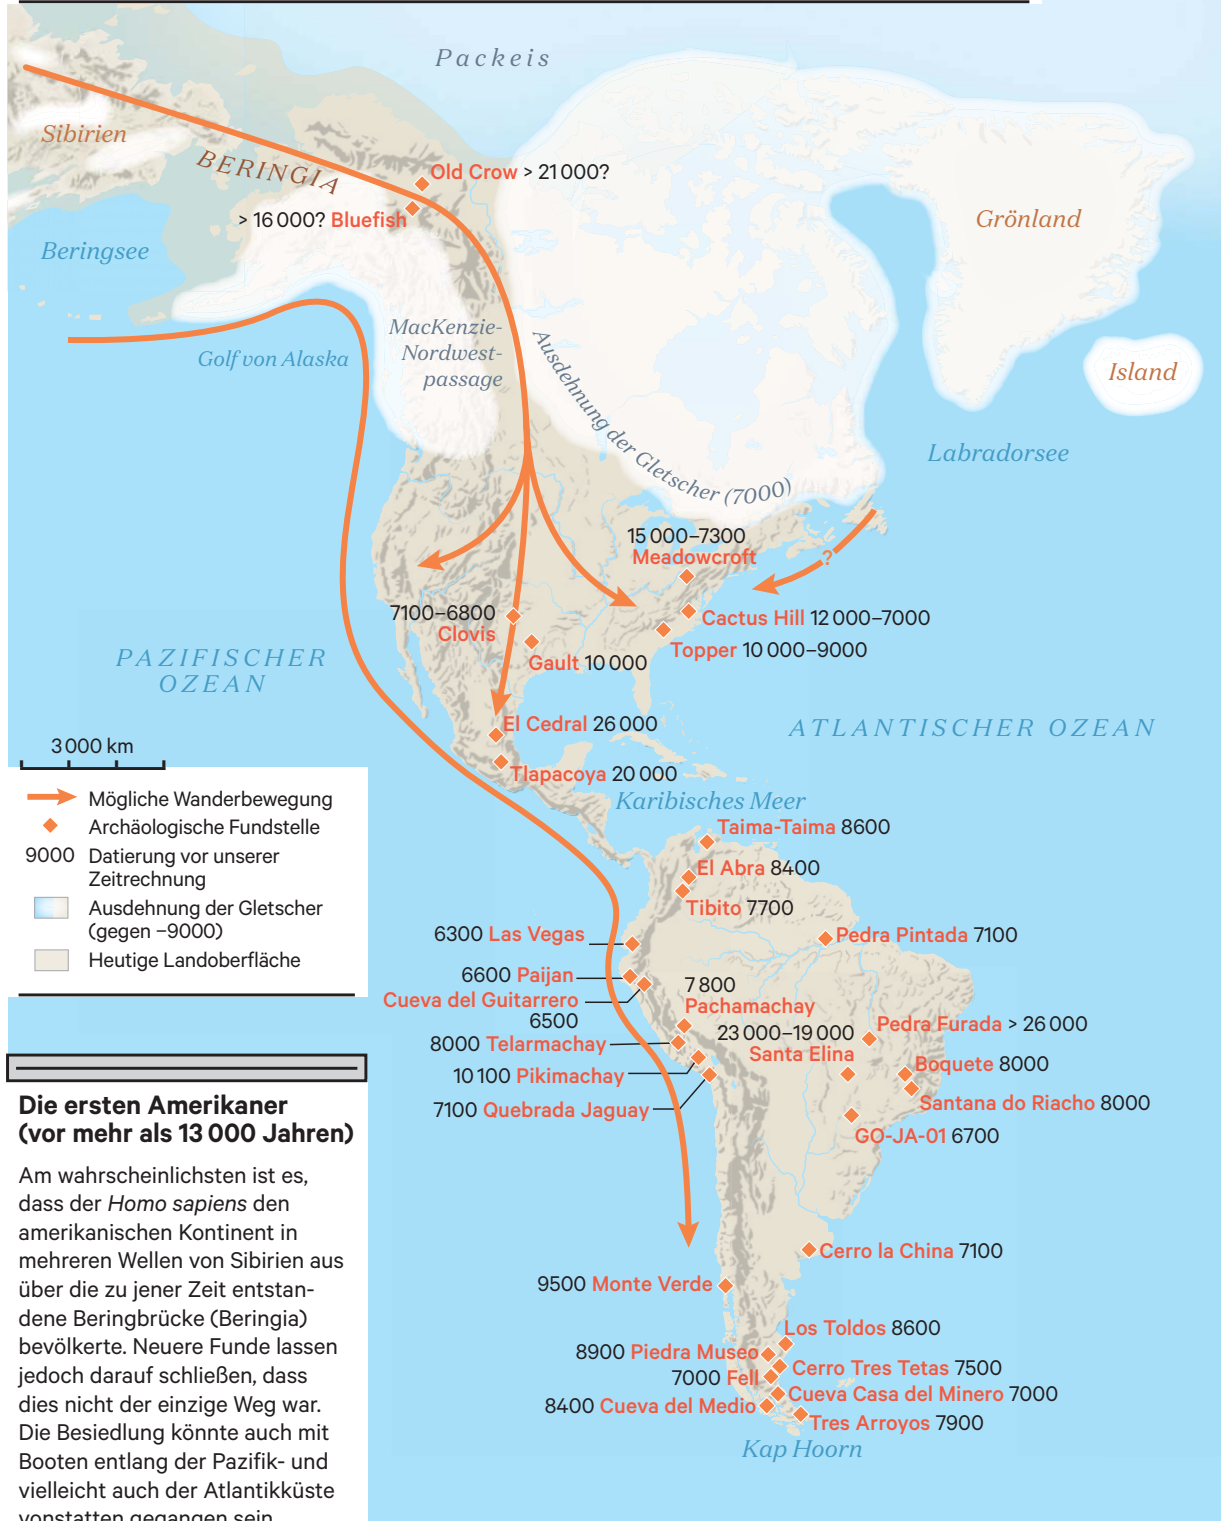 Packeis
Sibirien
BERINGIA
Old Crow > 21 000?
> 16 000? Bluefish
Grönland
Beringsee
MacKenzie-
Nordwest-
passage
Golf von Alaska
Ausdehnung der Gletscher (7000)
Island
Labradorsee
15 000–7300
Meadowcroft
?
7100–6800
Clovis
Cactus Hill 12 000–7000
Topper 10 000–9000
Gault 10 000
PAZIFISCHER
OZEAN
El Cedral 26 000
ATLANTISCHER OZEAN
Tlapacoya 20 000
3 000 km
Mögliche Wanderbewegung
Archäologische Fundstelle
9000 Datierung vor unserer
Zeitrechnung
Ausdehnung der Gletscher
(gegen –9000)
Heutige Landoberfläche
Karibisches Meer
Taima-Taima 8600
El Abra 8400
Tibito 7700
6300 Las Vegas
Pedra Pintada 7100
6600 Paijan
Cueva del Guitarrero
6500
7 800
Pachamachay
23 000–19 000
Santa Elina
Pedra Furada > 26 000
8000 Telarmachay
Boquete 8000
10 100 Pikimachay
Santana do Riacho 8000
7100 Quebrada Jaguay
GO-JA-01 6700
Cerro la China 7100
9500 Monte Verde
Los Toldos 8600
8900 Piedra Museo
Cerro Tres Tetas 7500
7000 Fell
Cueva Casa del Minero 7000
8400 Cueva del Medio
Tres Arroyos 7900
Kap Hoorn
Die ersten Amerikaner
(vor mehr als 13 000 Jahren)
Am wahrscheinlichsten ist es,
dass der Homo sapiens den
amerikanischen Kontinent in
mehreren Wellen von Sibirien aus
über die zu jener Zeit entstan-
dene Beringbrücke (Beringia)
bevölkerte. Neuere Funde lassen
jedoch darauf schließen, dass
dies nicht der einzige Weg war.
Die Besiedlung könnte auch mit
Booten entlang der Pazifik- und
vielleicht auch der Atlantikküste
vonstatten gegangen sein